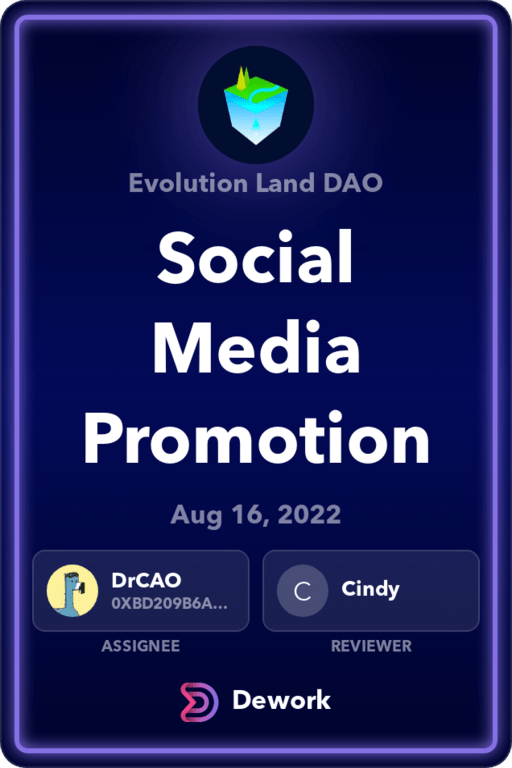 Evolution Land DAO
Social
Media
Promotion
Aug 16, 2022
DrCAO
0XBD209B6A...
ASSIGNEE
C
Cindy
REVIEWER
Dework